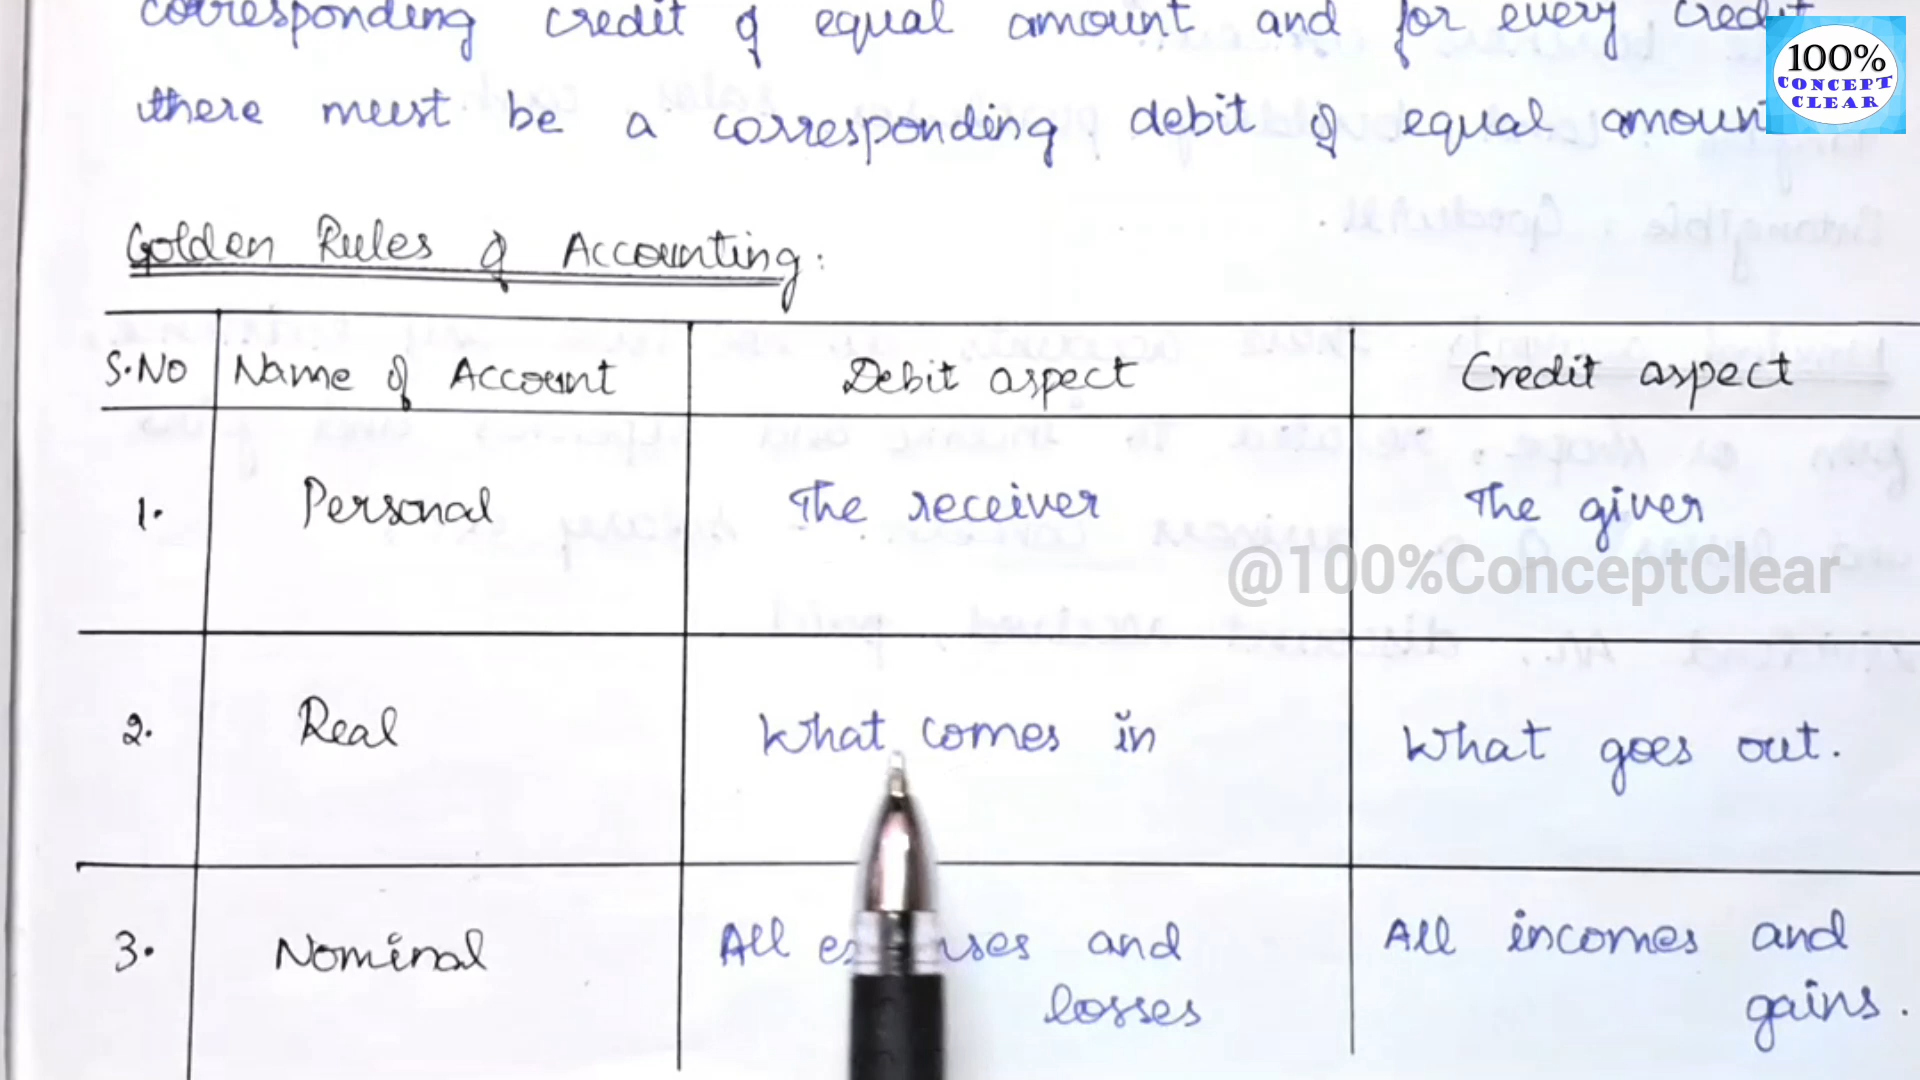 corresponding credit of equal amount and for every credit
there must be a corresponding debit of equal amount
100%
CONCEPT
CLEAR
Golden Rules of Accounting:
S.No Name of Account Debit aspect Credit aspect
1. Personal The receiver The giver
@100%ConceptClear
2. Real What comes in What goes out.
3. Nominal All and All incomes and
losses gains.